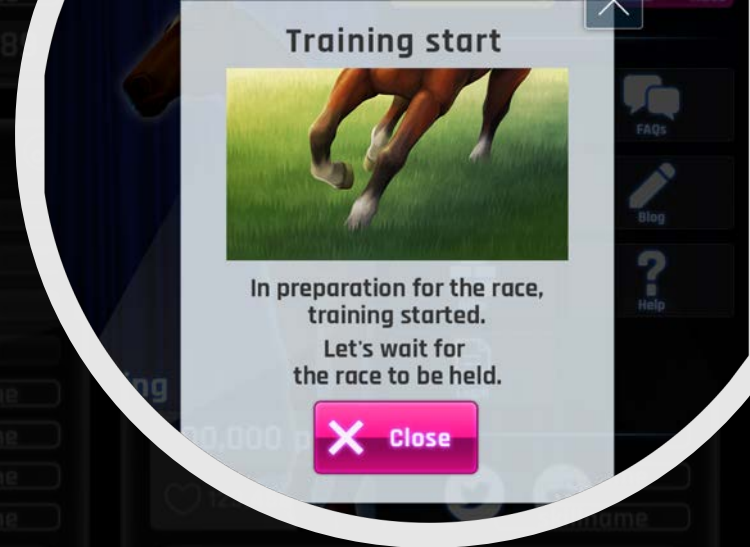 Training start
FAQs
Blog
In preparation for the race,
training started.
Help
Let's wait for
the race to be held.
Close